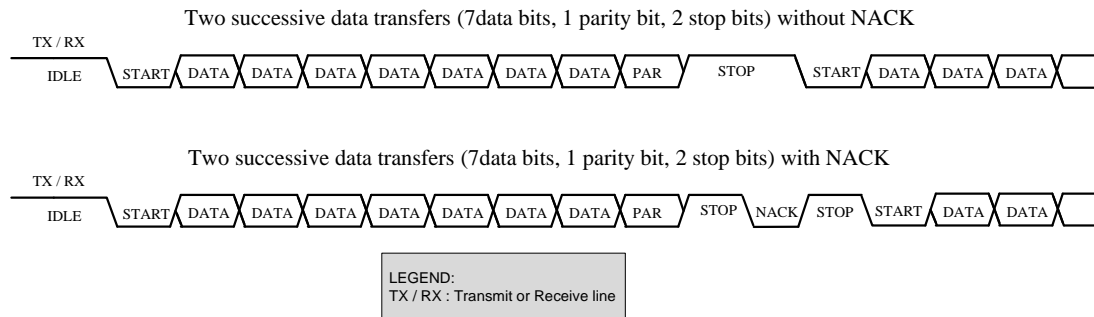 Two successive data transfers (7data bits, 1 parity bit, 2 stop bits) without NACK
TX / RX
IDLE START DATA DATA DATA DATA DATA DATA DATA PAR STOP START DATA DATA DATA
Two successive data transfers (7data bits, 1 parity bit, 2 stop bits) with NACK
TX / RX
IDLE START DATA DATA DATA DATA DATA DATA DATA PAR STOP NACK STOP START DATA DATA
LEGEND:
TX / RX : Transmit or Receive line